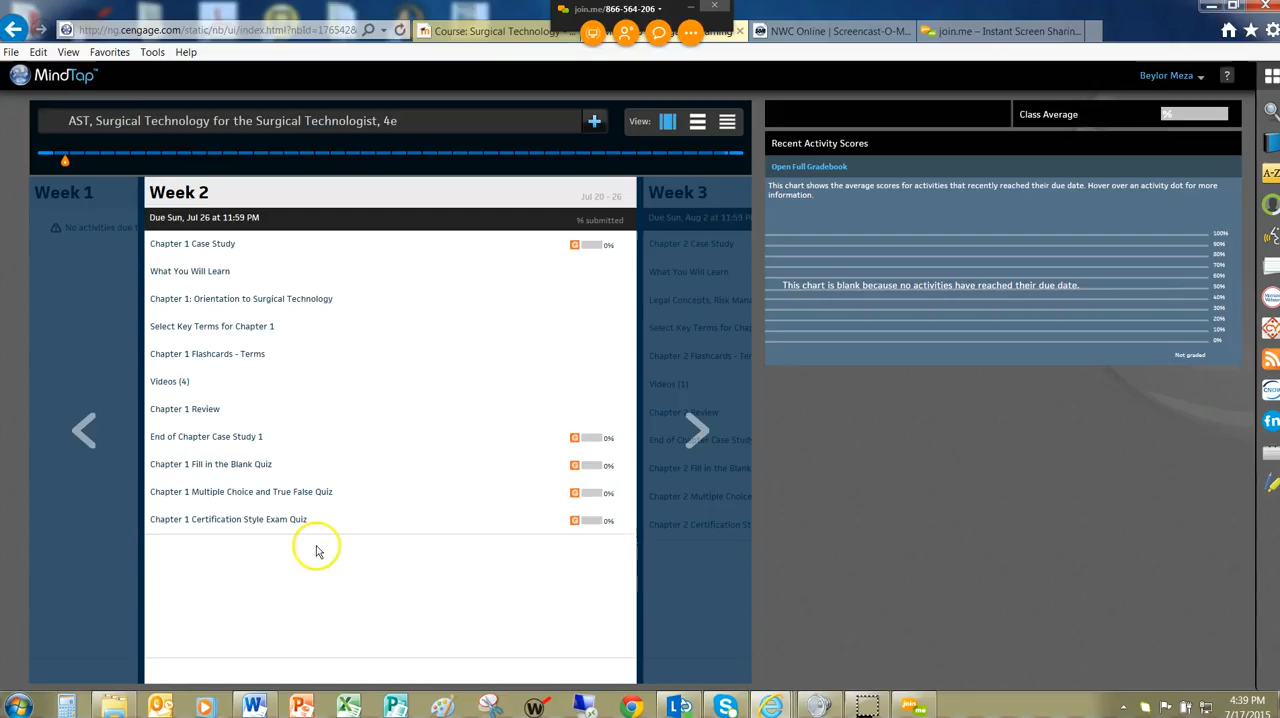 join.me/866-564-206
http://ng.cengage.com/static/nb/ui/index.html?nbId=176542&
Course: Surgical Technology -
NWC Online | Screencast-O-M...
join.me – Instant Screen Sharin...
File Edit View Favorites Tools Help
MindTap
Beylor Meza
?
AST, Surgical Technology for the Surgical Technologist, 4e
+
View:
Class Average
%
Recent Activity Scores
Open Full Gradebook
This chart shows the average scores for activities that recently reached their due date. Hover over an activity dot for more
information.
100%
90%
80%
70%
60%
50%
40%
30%
20%
10%
0%
This chart is blank because no activities have reached their due date.
Not graded
Week 1
No activities due t
Week 2
Jul 20 - 26
Due Sun, Jul 26 at 11:59 PM
% submitted
Chapter 1 Case Study
G 0%
What You Will Learn
Chapter 1: Orientation to Surgical Technology
Select Key Terms for Chapter 1
Chapter 1 Flashcards - Terms
Videos (4)
Chapter 1 Review
End of Chapter Case Study 1
G 0%
Chapter 1 Fill in the Blank Quiz
G 0%
Chapter 1 Multiple Choice and True False Quiz
G 0%
Chapter 1 Certification Style Exam Quiz
G 0%
Week 3
Due Sun, Aug 2 at 11:59 P
Chapter 2 Case Study
What You Will Learn
Legal Concepts, Risk Mana
Select Key Terms for Chap
Chapter 2 Flashcards - Ter
Videos (1)
Chapter 2 Review
End of Chapter Case Study
Chapter 2 Fill in the Blank
Chapter 2 Multiple Choice
Chapter 2 Certification St
A-Z
4:39 PM
7/17/2015